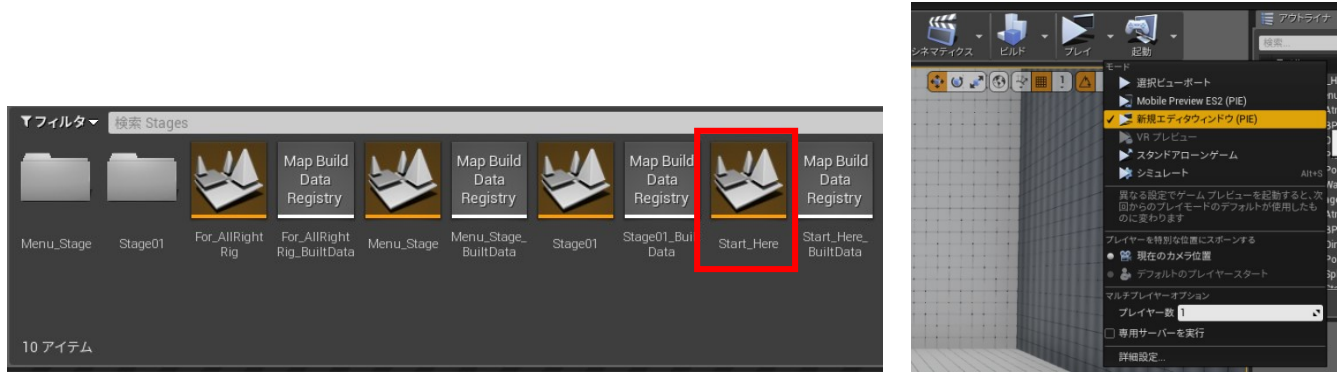 フィルタ
検索 Stages
Map Build
Data
Registry
Map Build
Data
Registry
Map Build
Data
Registry
Map Build
Data
Registry
Menu_Stage
Stage01
For_AllRight
Rig
For_AllRight
Rig_BuiltData
Menu_Stage
Menu_Stage_
BuiltData
Stage01
Stage01_Buil
Data
Start_Here
Start_Here_
BuiltData
10 アイテム
シネマティクス
ビルド
プレイ
起動
アウトライナ
検索...
モード
選択ビューポート
Mobile Preview ES2 (PIE)
新規エディタウィンドウ (PIE)
VR プレビュー
スタンドアローンゲーム
シミュレート Alt+S
異なる設定でゲーム プレビューを起動すると、次
回からのプレイモードのデフォルトが使用したも
のに変わります
プレイヤーを特別な位置にスポーンする
現在のカメラ位置
デフォルトのプレイヤースタート
マルチプレイヤーオプション
プレイヤー数 1
専用サーバーを実行
詳細設定...